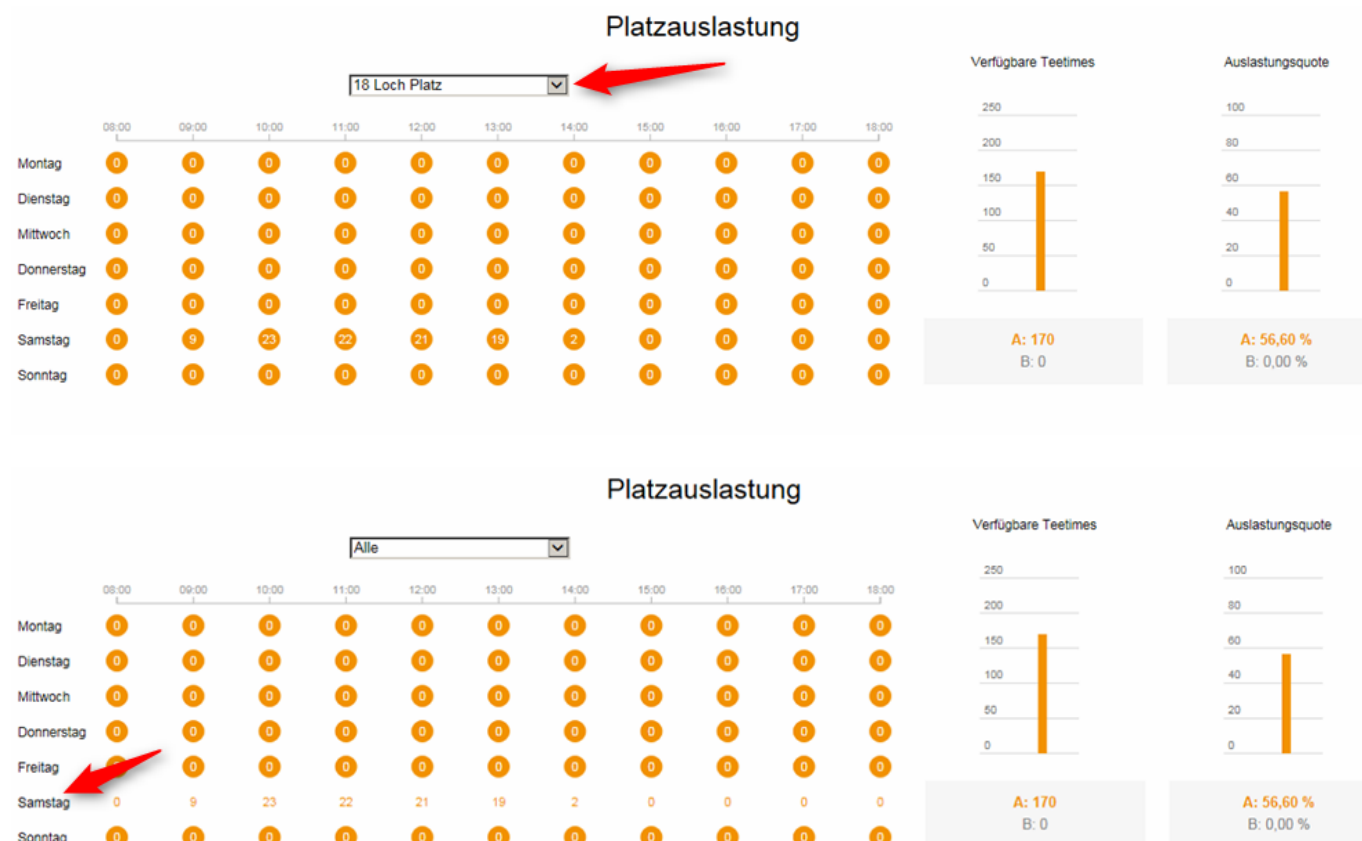 Platzauslastung
Verfügbare Teetimes Auslastungsquote
18 Loch Platz
250 100
08:00 09:00 10:00 11:00 12:00 13:00 14:00 15:00 16:00 17:00 18:00
200 80
Montag 0 0 0 0 0 0 0 0 0 0 0
150 60
Dienstag 0 0 0 0 0 0 0 0 0 0 0
100 40
Mittwoch 0 0 0 0 0 0 0 0 0 0 0
50 20
Donnerstag 0 0 0 0 0 0 0 0 0 0 0
0 0
Freitag 0 0 0 0 0 0 0 0 0 0 0
Samstag 0 9 23 22 21 19 2 0 0 0 0
A: 170 A: 56,60 %
B: 0 B: 0,00 %
Sonntag 0 0 0 0 0 0 0 0 0 0 0
Platzauslastung
Verfügbare Teetimes Auslastungsquote
Alle
250 100
08:00 09:00 10:00 11:00 12:00 13:00 14:00 15:00 16:00 17:00 18:00
200 80
Montag 0 0 0 0 0 0 0 0 0 0 0
150 60
Dienstag 0 0 0 0 0 0 0 0 0 0 0
100 40
Mittwoch 0 0 0 0 0 0 0 0 0 0 0
50 20
Donnerstag 0 0 0 0 0 0 0 0 0 0 0
0 0
Freitag 0 0 0 0 0 0 0 0 0 0
Samstag 0 9 23 22 21 19 2 0 0 0 0
A: 170 A: 56,60 %
B: 0 B: 0,00 %
Sonntag 0 0 0 0 0 0 0 0 0 0 0